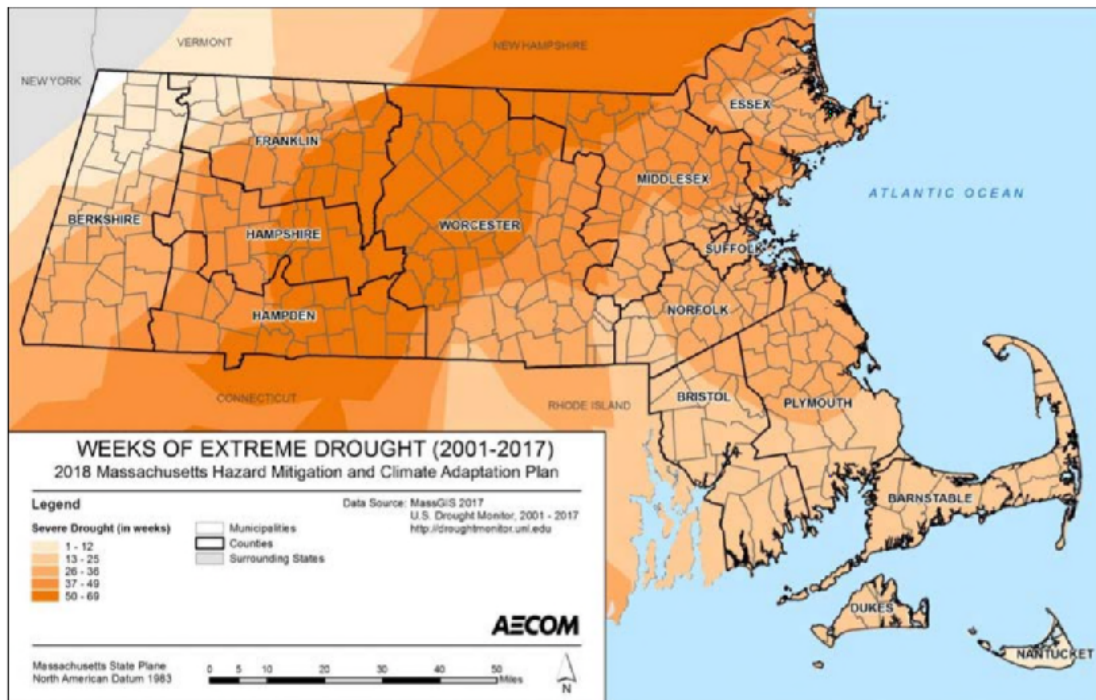 VERMONT
NEW HAMPSHIRE
NEW YORK
ESSEX
FRANKLIN
MIDDLESEX
ATLANTIC OCEAN
BERKSHIRE
HAMPSHIRE
WORCESTER
SUFFOLK
HAMPDEN
NORFOLK
CONNECTICUT
RHODE ISLAND
BRISTOL
PLYMOUTH
BARNSTABLE
DUKES
NANTUCKET
WEEKS OF EXTREME DROUGHT (2001-2017)
2018 Massachusetts Hazard Mitigation and Climate Adaptation Plan
Legend
Severe Drought (in weeks)
1 - 12
13 - 25
26 - 36
37 - 49
50 - 69
Municipalities
Counties
Surrounding States
Data Source: MassGIS 2017
U.S. Drought Monitor, 2001 - 2017
http://droughtmonitor.unl.edu
AECOM
Massachusetts State Plane
North American Datum 1983
0 5 10 20 30 40 50
Miles
N